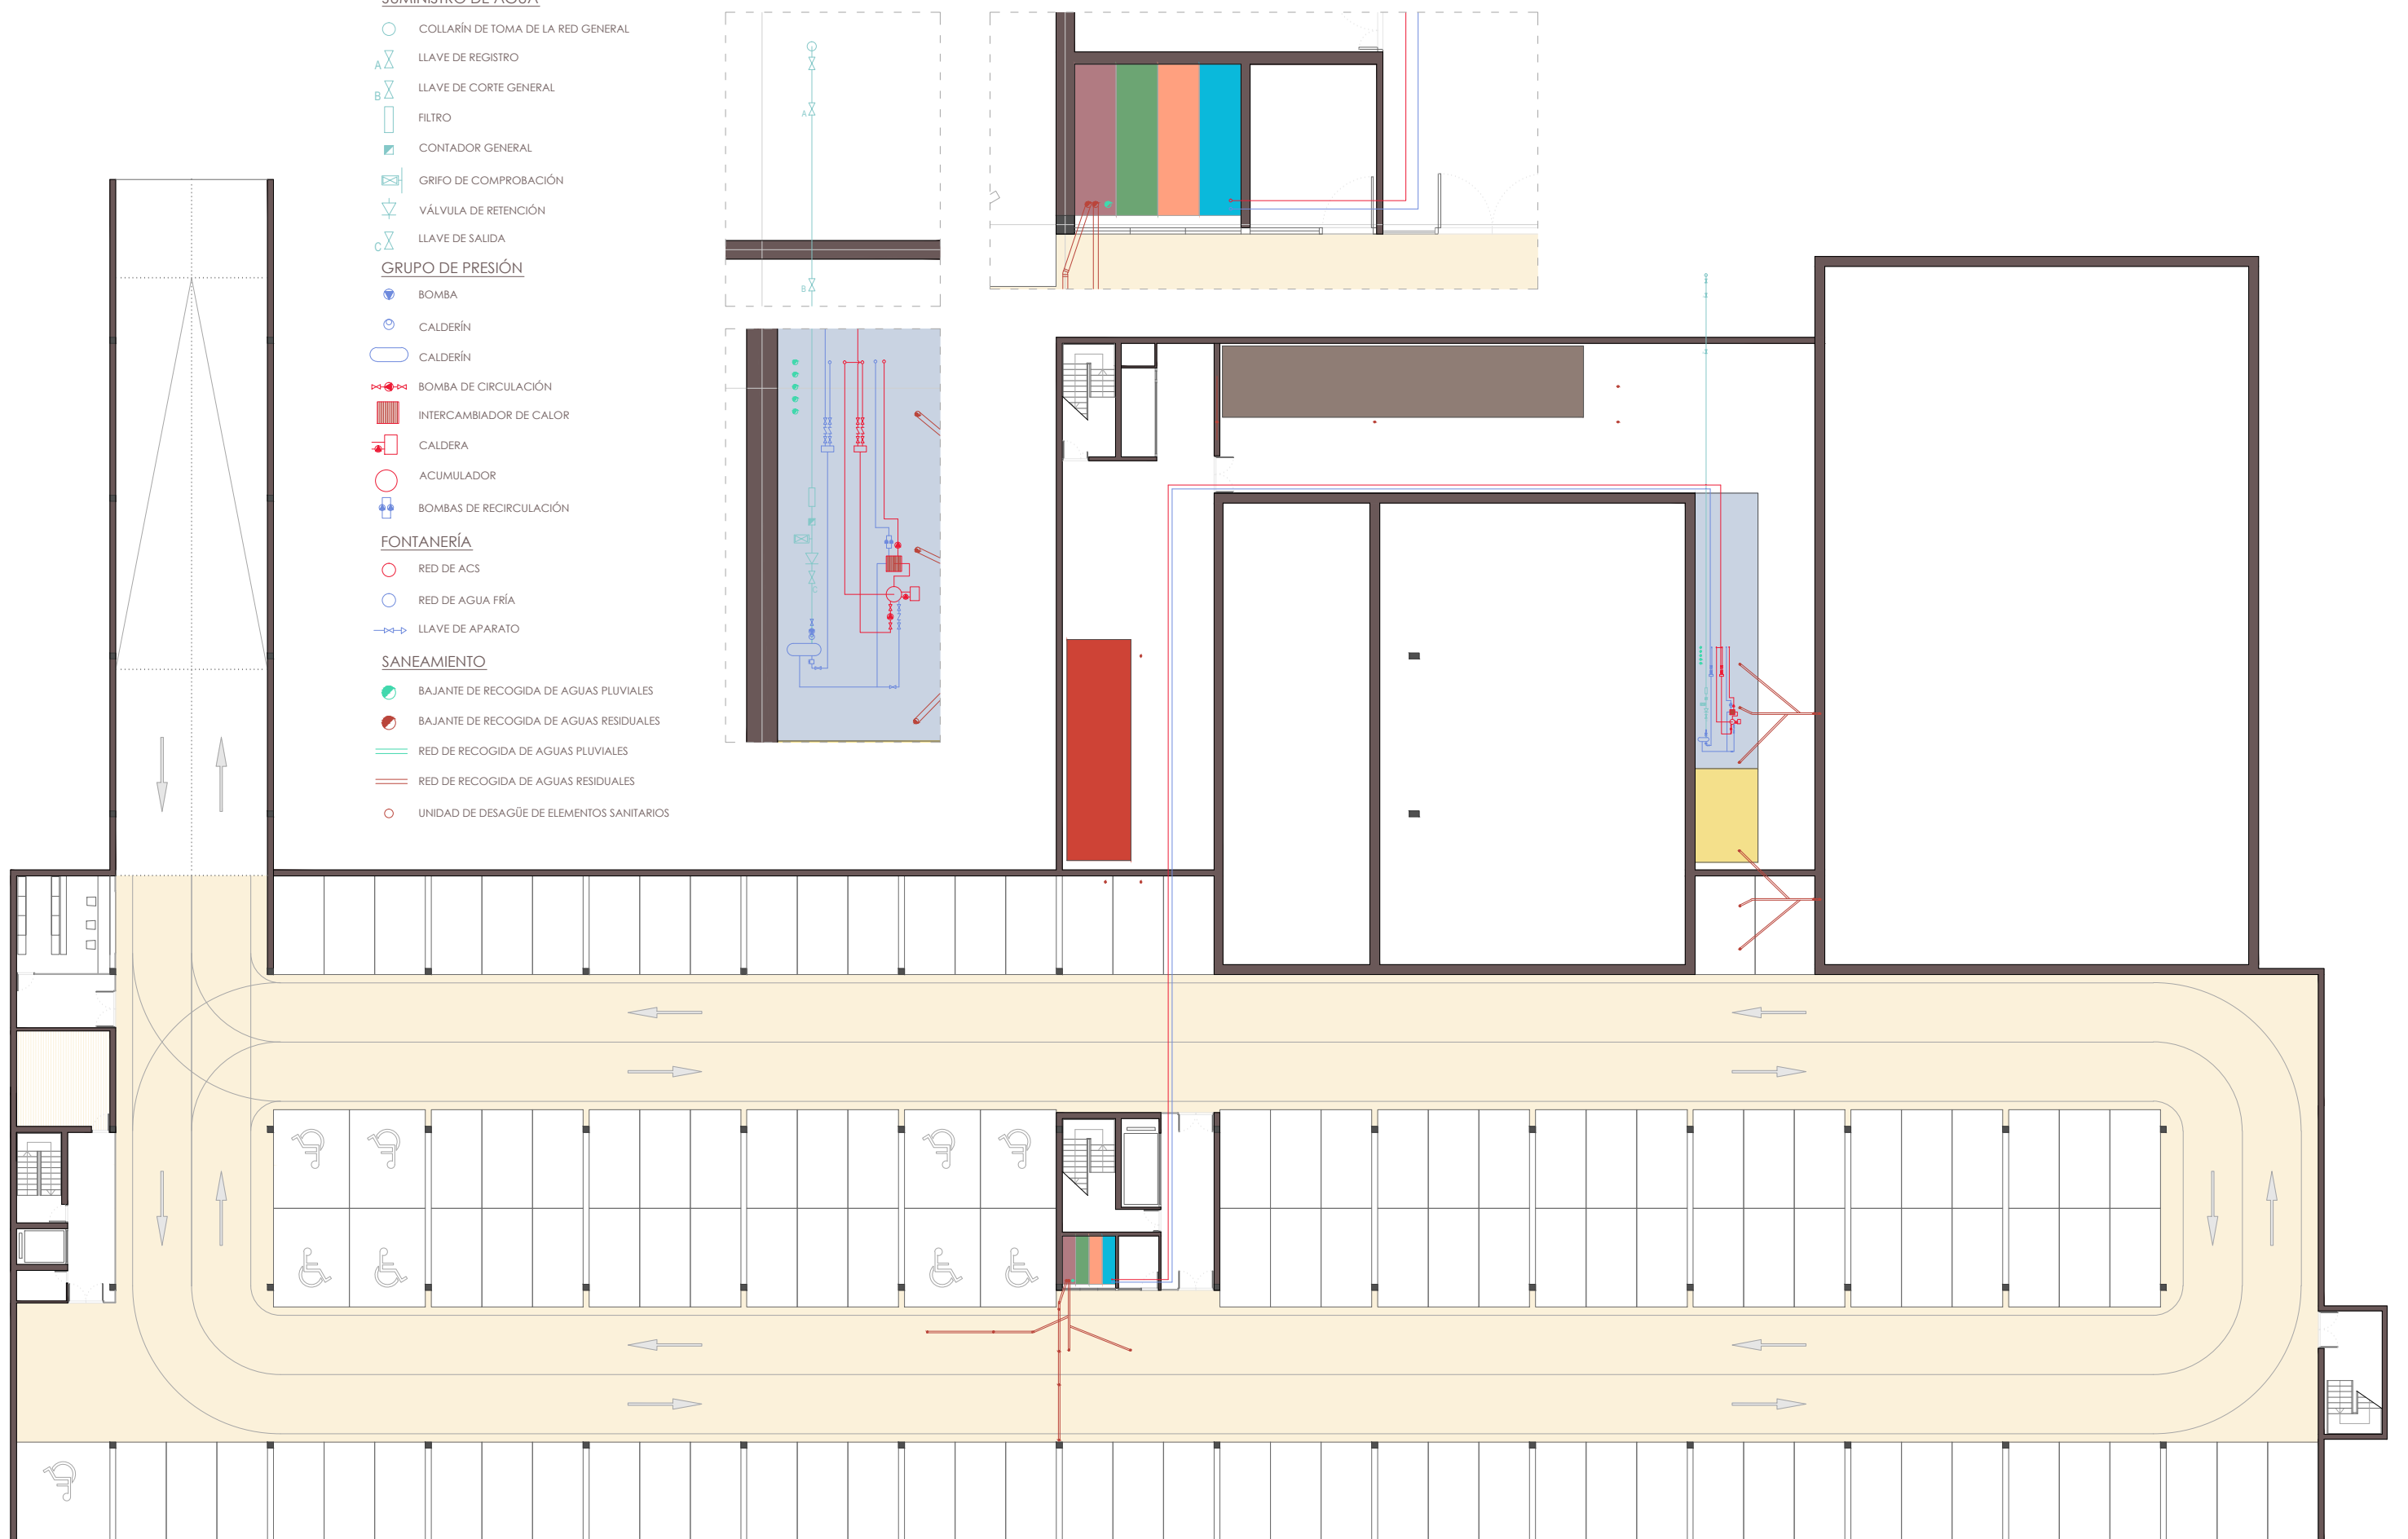 SUMINISTRO DE AGUA
COLLARÍN DE TOMA DE LA RED GENERAL
A LLAVE DE REGISTRO
B LLAVE DE CORTE GENERAL
FILTRO
CONTADOR GENERAL
GRIFO DE COMPROBACIÓN
VÁLVULA DE RETENCIÓN
C LLAVE DE SALIDA
GRUPO DE PRESIÓN
BOMBA
CALDERÍN
CALDERÍN
BOMBA DE CIRCULACIÓN
INTERCAMBIADOR DE CALOR
CALDERA
ACUMULADOR
BOMBAS DE RECIRCULACIÓN
FONTANERÍA
RED DE ACS
RED DE AGUA FRÍA
LLAVE DE APARATO
SANEAMIENTO
BAJANTE DE RECOGIDA DE AGUAS PLUVIALES
BAJANTE DE RECOGIDA DE AGUAS RESIDUALES
RED DE RECOGIDA DE AGUAS PLUVIALES
RED DE RECOGIDA DE AGUAS RESIDUALES
UNIDAD DE DESAGÜE DE ELEMENTOS SANITARIOS
A
B
C